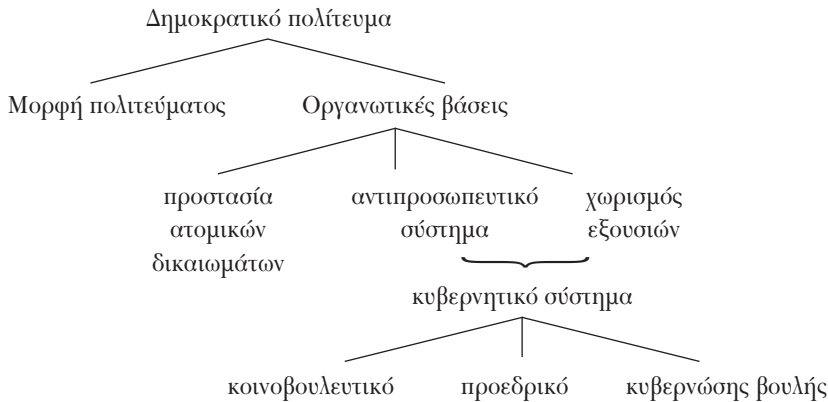 Δημοκρατικό πολίτευμα
Μορφή πολιτεύματος
Οργανωτικές βάσεις
προστασία
ατομικών
δικαιωμάτων
αντιπροσωπευτικό
σύστημα
χωρισμός
εξουσιών
κυβερνητικό σύστημα
κοινοβουλευτικό
προεδρικό
κυβερνώσης βουλής